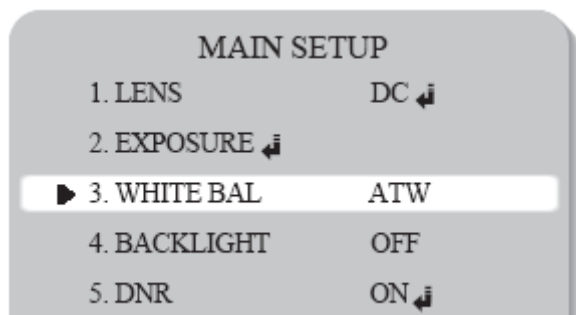 MAIN SETUP
1. LENS DC ↲
2. EXPOSURE ↲
3. WHITE BAL ATW
4. BACKLIGHT OFF
5. DNR ON ↲